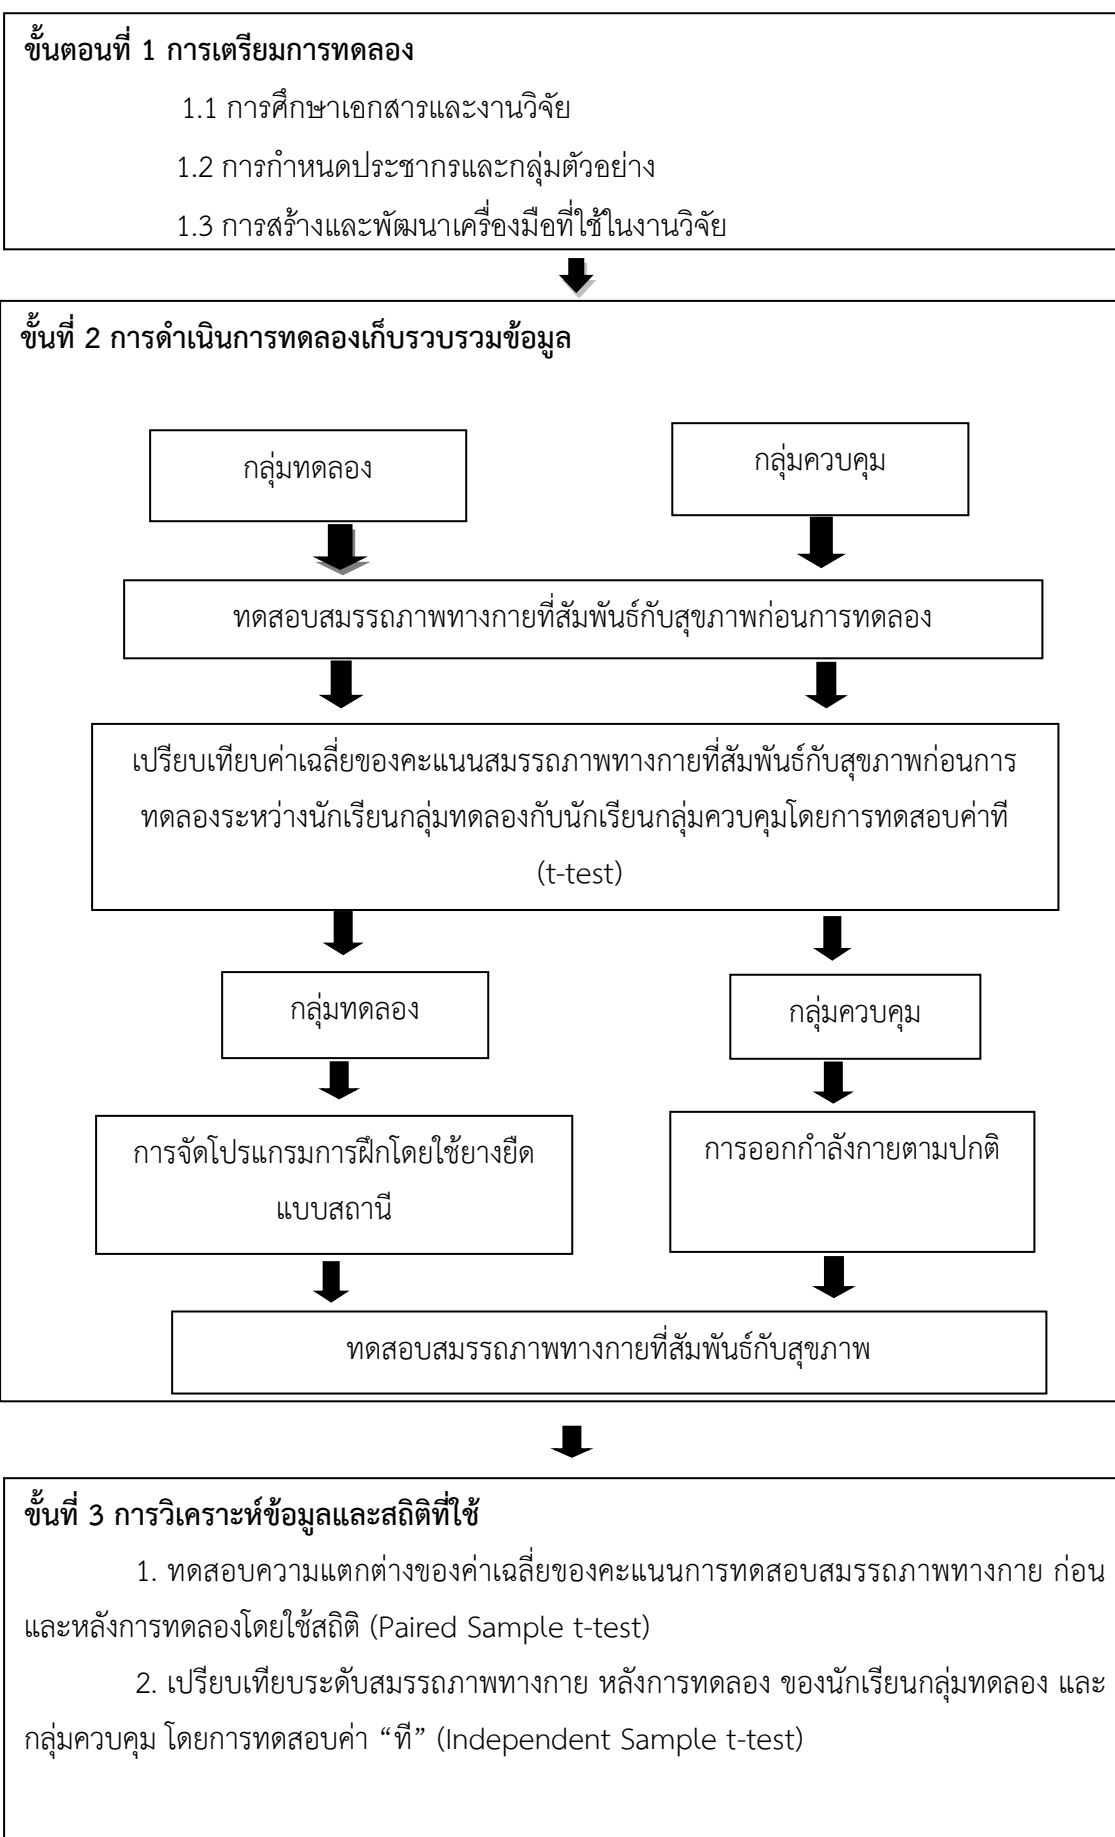 ขั้นตอนที่ 1 การเตรียมการทดลอง
1.1 การศึกษาเอกสารและงานวิจัย
1.2 การกำหนดประชากรและกลุ่มตัวอย่าง
1.3 การสร้างและพัฒนาเครื่องมือที่ใช้ในงานวิจัย
ขั้นที่ 2 การดำเนินการทดลองเก็บรวบรวมข้อมูล
กลุ่มทดลอง
กลุ่มควบคุม
ทดสอบสมรรถภาพทางกายที่สัมพันธ์กับสุขภาพก่อนการทดลอง
เปรียบเทียบค่าเฉลี่ยของคะแนนสมรรถภาพทางกายที่สัมพันธ์กับสุขภาพก่อนการ
ทดลองระหว่างนักเรียนกลุ่มทดลองกับนักเรียนกลุ่มควบคุมโดยการทดสอบค่าที
(t-test)
กลุ่มทดลอง
กลุ่มควบคุม
การจัดโปรแกรมการฝึกโดยใช้ยางยืด
แบบสถานี
การออกกำลังกายตามปกติ
ทดสอบสมรรถภาพทางกายที่สัมพันธ์กับสุขภาพ
ขั้นที่ 3 การวิเคราะห์ข้อมูลและสถิติที่ใช้
1. ทดสอบความแตกต่างของค่าเฉลี่ยของคะแนนการทดสอบสมรรถภาพทางกาย ก่อน
และหลังการทดลองโดยใช้สถิติ (Paired Sample t-test)
2. เปรียบเทียบระดับสมรรถภาพทางกาย หลังการทดลอง ของนักเรียนกลุ่มทดลอง และ
กลุ่มควบคุม โดยการทดสอบค่า “ที” (Independent Sample t-test)